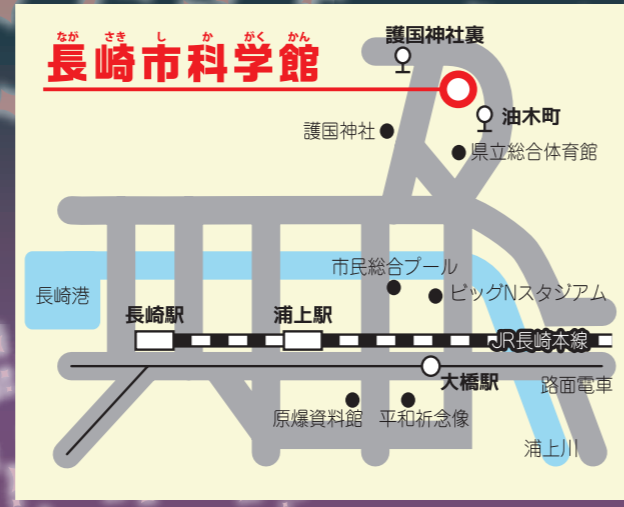 なが さき し か がく かん
長崎市科学館
護国神社裏
油木町
護国神社
県立総合体育館
市民総合プール
ビッグNスタジアム
長崎港
長崎駅
浦上駅
JR長崎本線
大橋駅
路面電車
原爆資料館
平和祈念像
浦上川